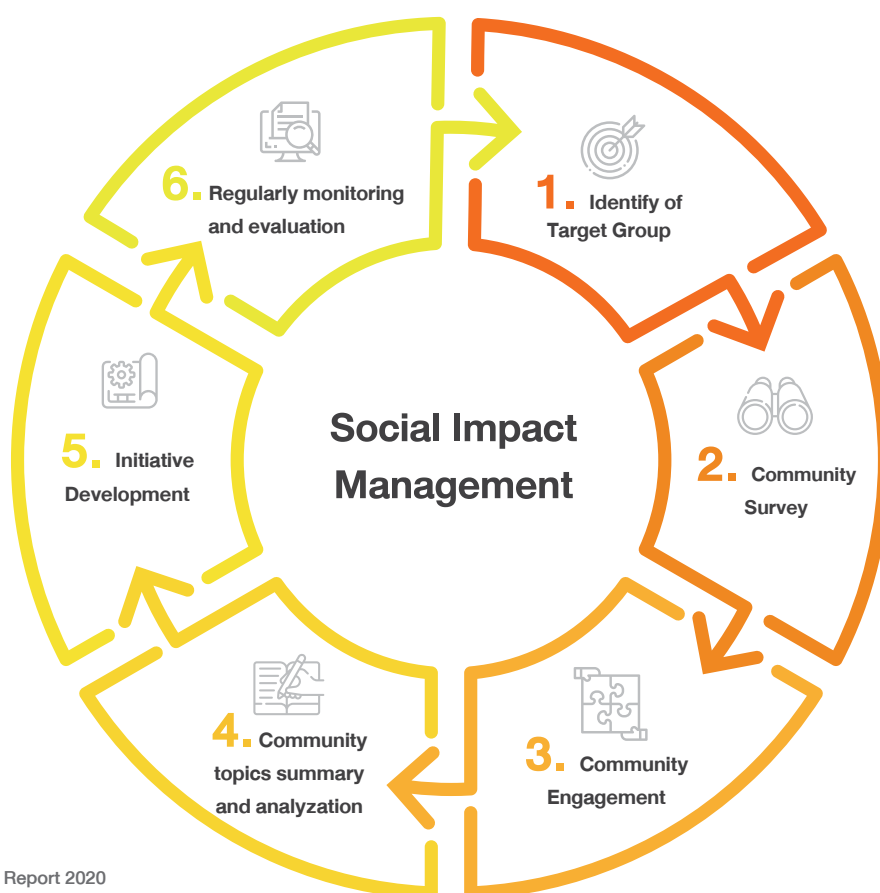 1. Identify of
Target Group
2. Community
Survey
3. Community
Engagement
4. Community
topics summary
and analyzation
5. Initiative
Development
6. Regularly monitoring
and evaluation
Social Impact
Management
Report 2020